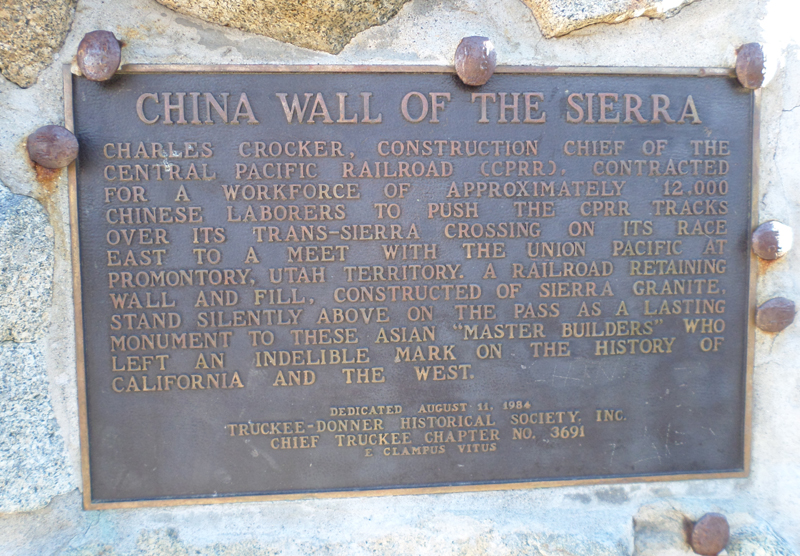 CHINA WALL OF THE SIERRA
CHARLES CROCKER, CONSTRUCTION CHIEF OF THE
CENTRAL PACIFIC RAILROAD (CPRR), CONTRACTED
FOR A WORKFORCE OF APPROXIMATELY 12,000
CHINESE LABORERS TO PUSH THE CPRR TRACKS
OVER ITS TRANS-SIERRA CROSSING ON ITS RACE
EAST TO A MEET WITH THE UNION PACIFIC AT
PROMONTORY, UTAH TERRITORY. A RAILROAD RETAINING
WALL AND FILL, CONSTRUCTED OF SIERRA GRANITE,
STAND SILENTLY ABOVE ON THE PASS AS A LASTING
MONUMENT TO THESE ASIAN "MASTER BUILDERS" WHO
LEFT AN INDELIBLE MARK ON THE HISTORY OF
CALIFORNIA AND THE WEST.
DEDICATED AUGUST 11, 1984
TRUCKEE-DONNER HISTORICAL SOCIETY, INC.
CHIEF TRUCKEE CHAPTER NO. 3691
E CLAMPUS VITUS